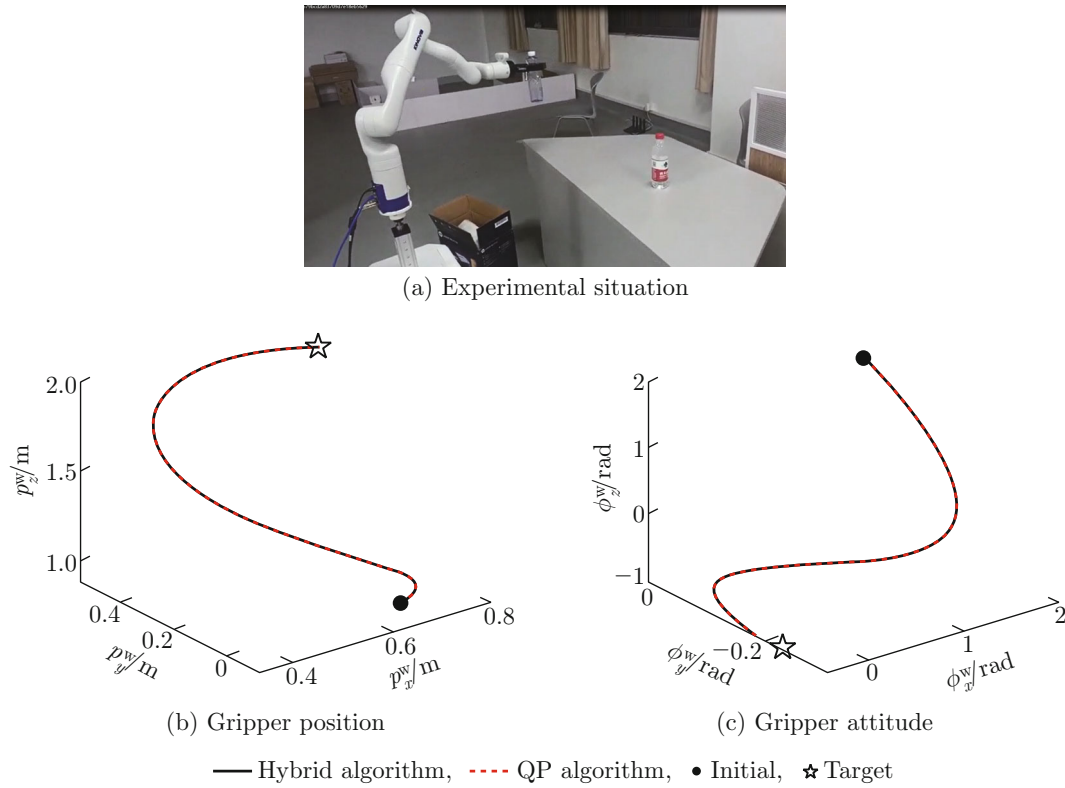 (a) Experimental situation
2.0
1.5
1.0
p_z^w/m
0.4
0.2
0
p_y^w/m
0.4
0.6
0.8
p_x^w/m
(b) Gripper position
2
1
0
−1
ϕ_z^w/rad
0
−0.2
ϕ_y^w/rad
0
1
2
ϕ_x^w/rad
(c) Gripper attitude
Hybrid algorithm, QP algorithm, Initial, Target